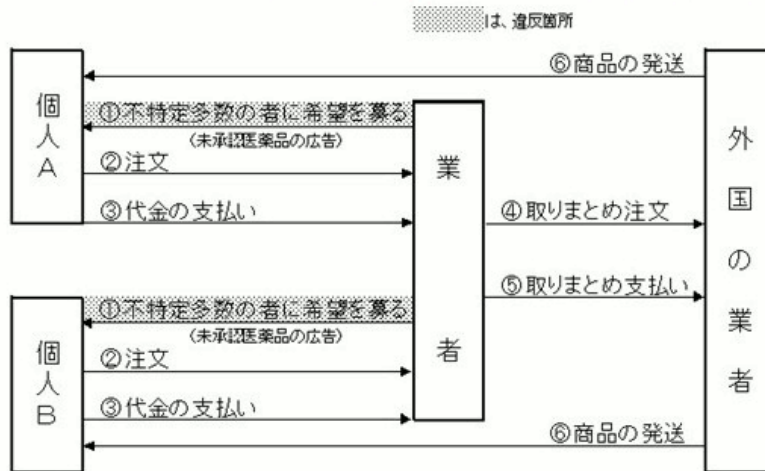 は、違反箇所
⑥商品の発送
個人A
①不特定多数の者に希望を募る
(未承認医薬品の広告)
②注文
③代金の支払い
業者
④取りまとめ注文
⑤取りまとめ支払い
外国の業者
個人B
①不特定多数の者に希望を募る
(未承認医薬品の広告)
②注文
③代金の支払い
⑥商品の発送